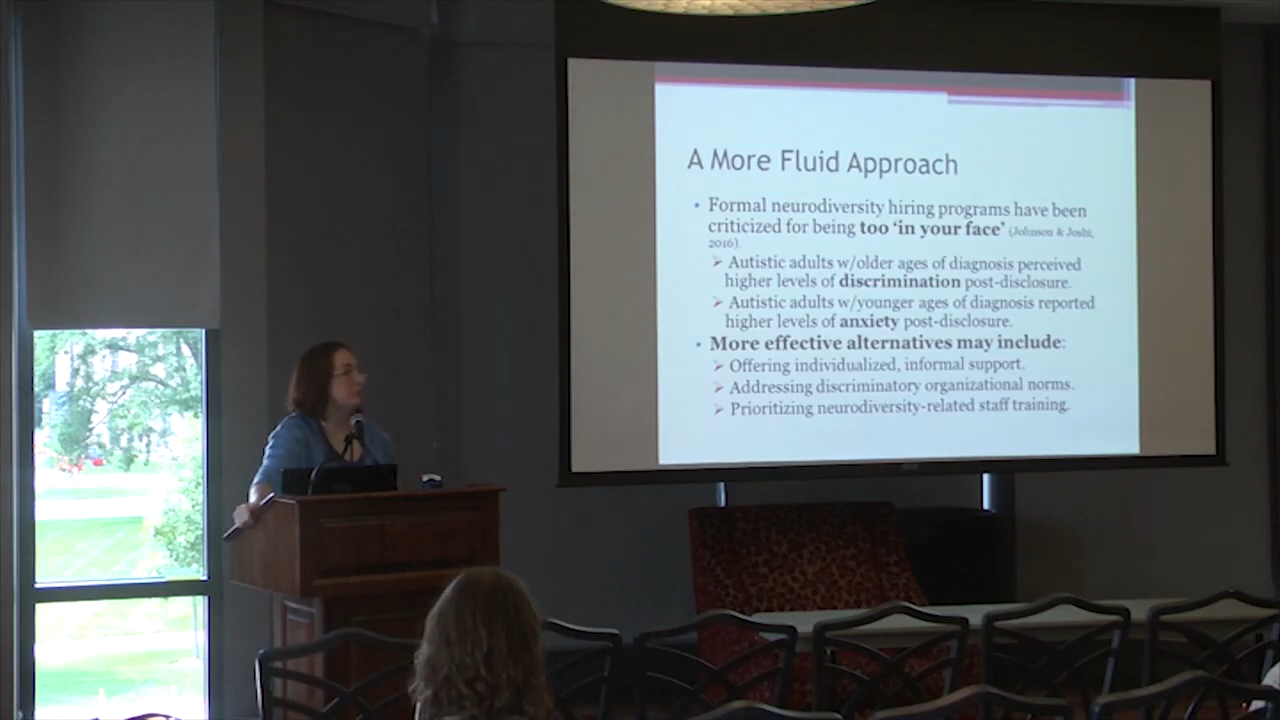 A More Fluid Approach
• Formal neurodiversity hiring programs have been
criticized for being too ‘in your face’ (Johnson & Joshi,
2016).
➢ Autistic adults w/older ages of diagnosis perceived
higher levels of discrimination post-disclosure.
➢ Autistic adults w/younger ages of diagnosis reported
higher levels of anxiety post-disclosure.
• More effective alternatives may include:
➢ Offering individualized, informal support.
➢ Addressing discriminatory organizational norms.
➢ Prioritizing neurodiversity-related staff training.